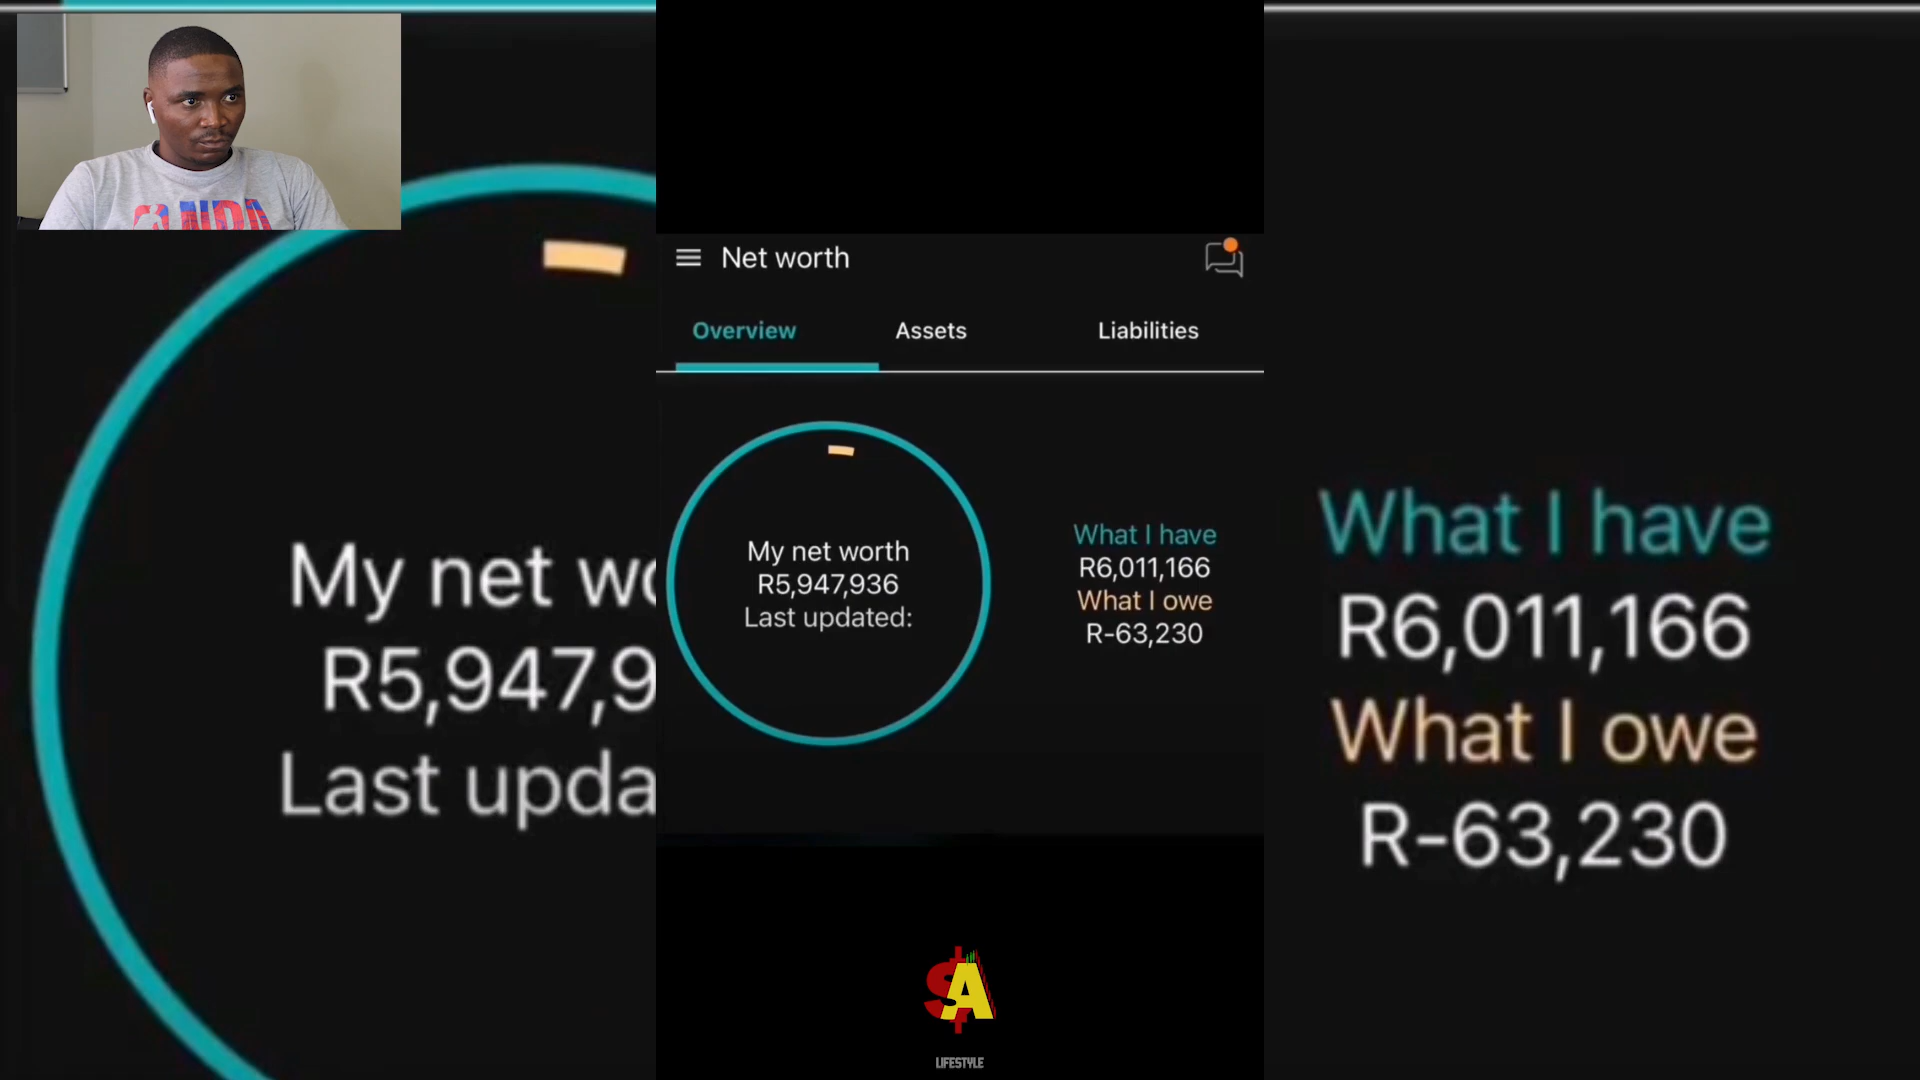 NBA
Net worth
Overview
Assets
Liabilities
My net worth
R5,947,936
Last updated:
What I have
R6,011,166
What I owe
R-63,230
My net wo
R5,947,9
Last upda
What I have
R6,011,166
What I owe
R-63,230
$A
LIFESTYLE